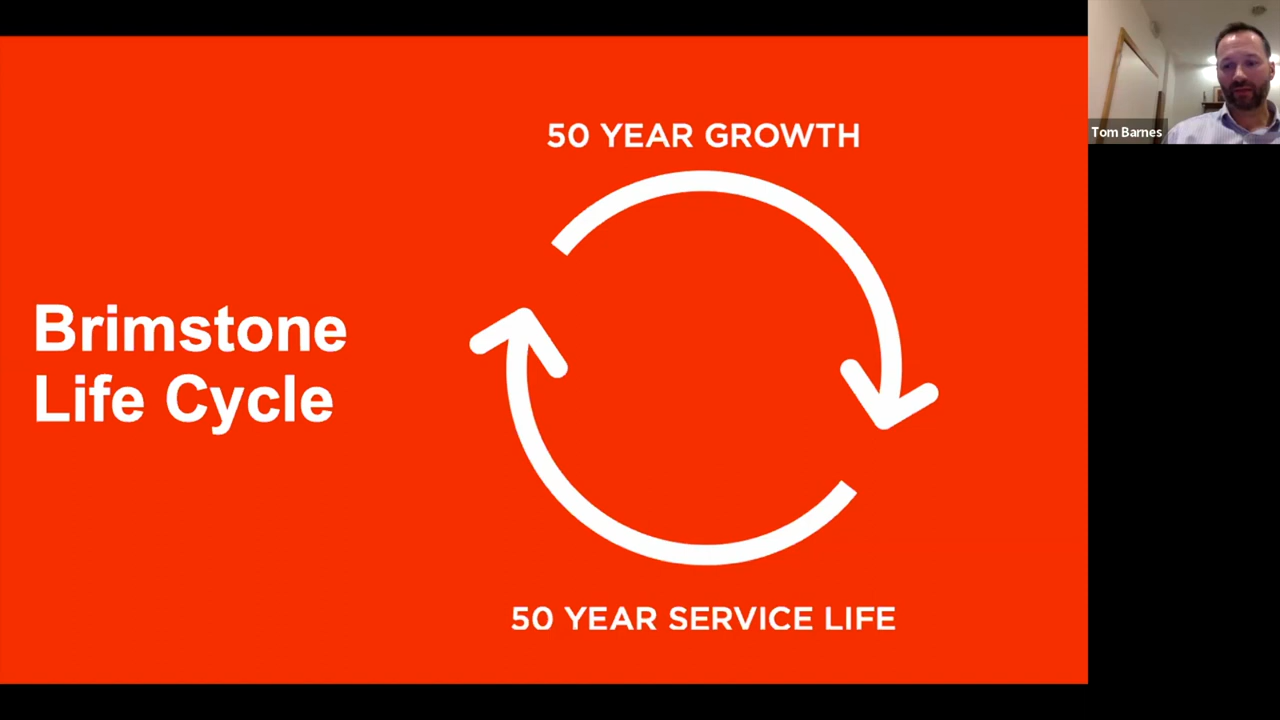 50 YEAR GROWTH
Brimstone
Life Cycle
50 YEAR SERVICE LIFE
Tom Barnes